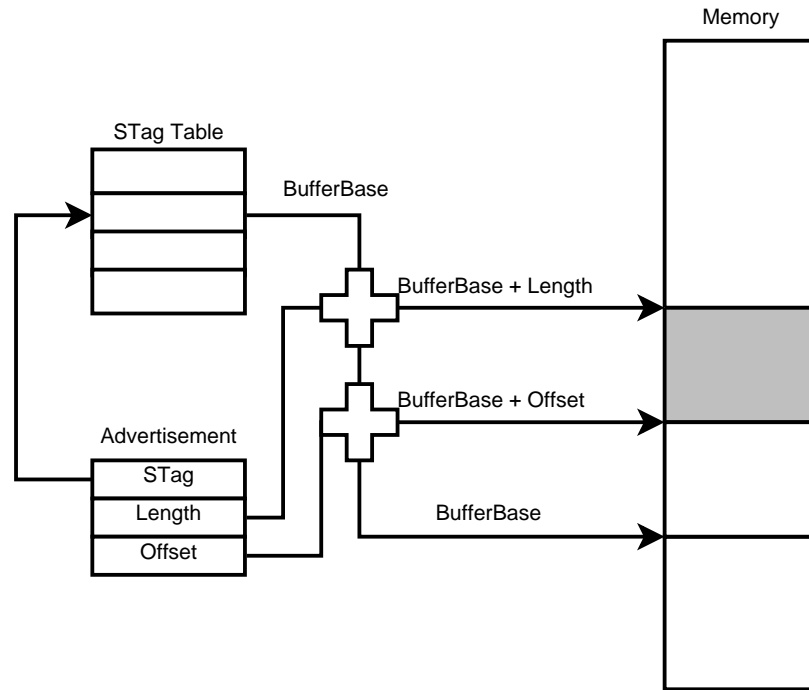 Memory
STag Table
BufferBase
BufferBase + Length
BufferBase + Offset
Advertisement
STag
Length
BufferBase
Offset